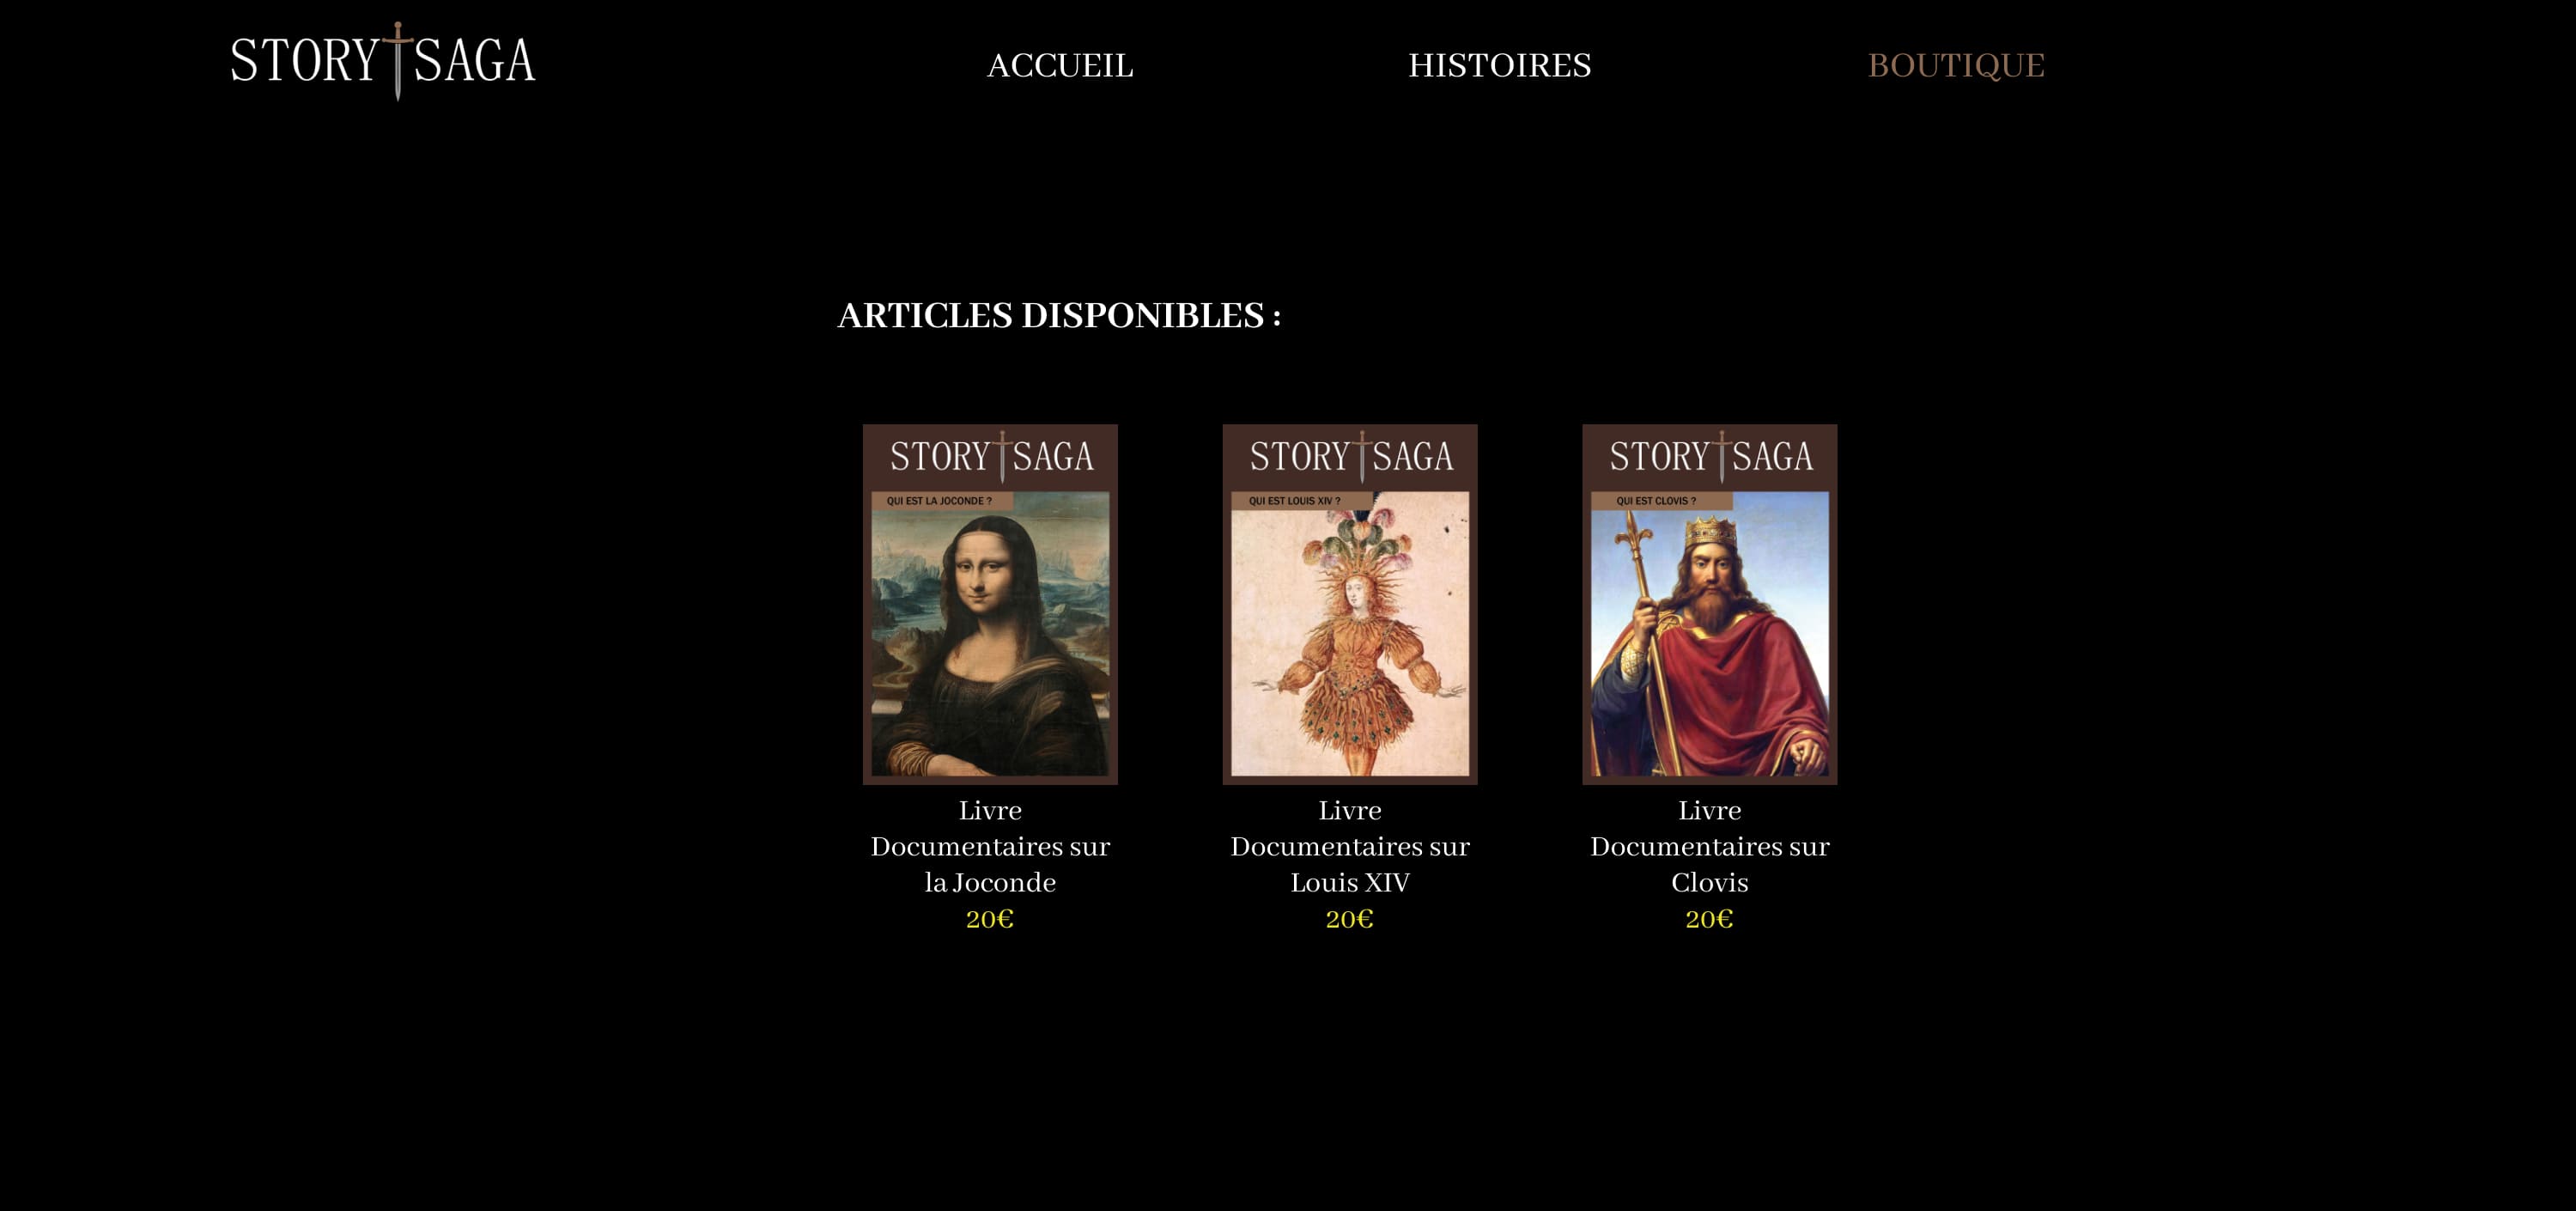 STORY SAGA
ACCUEIL
HISTOIRES
BOUTIQUE
ARTICLES DISPONIBLES :
STORY SAGA
QUI EST LA JOCONDE ?
Livre
Documentaires sur
la Joconde
20€
STORY SAGA
QUI EST LOUIS XIV ?
Livre
Documentaires sur
Louis XIV
20€
STORY SAGA
QUI EST CLOVIS ?
Livre
Documentaires sur
Clovis
20€